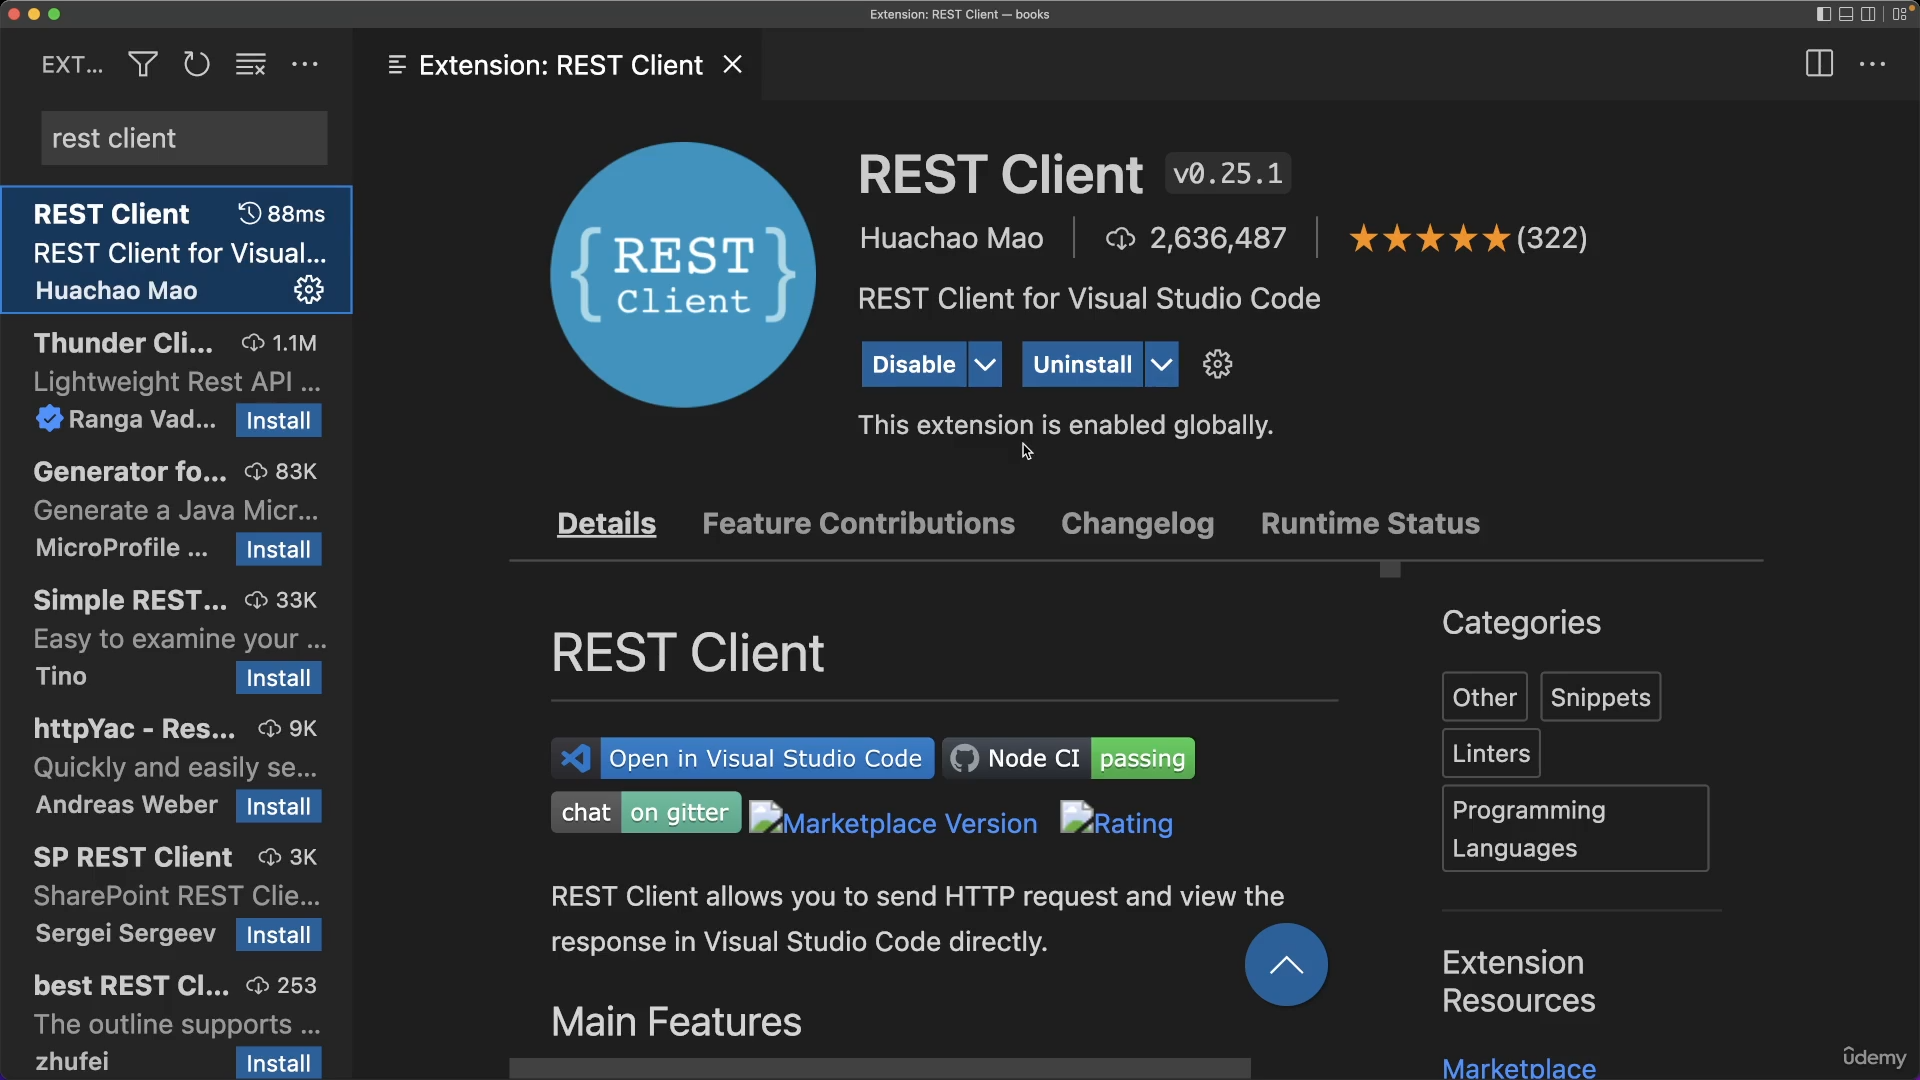 Extension: REST Client — books
EXT...
Extension: REST Client
rest client
REST Client 88ms
REST Client for Visual...
Huachao Mao
Thunder Cli... 1.1M
Lightweight Rest API ...
Ranga Vad... Install
Generator fo... 83K
Generate a Java Micr...
MicroProfile ... Install
Simple REST... 33K
Easy to examine your ...
Tino Install
httpYac - Res... 9K
Quickly and easily se...
Andreas Weber Install
SP REST Client 3K
SharePoint REST Clie...
Sergei Sergeev Install
best REST Cl... 253
The outline supports ...
zhufei Install
{ REST
Client }
REST Client v0.25.1
Huachao Mao 2,636,487 (322)
REST Client for Visual Studio Code
Disable Uninstall
This extension is enabled globally.
Details Feature Contributions Changelog Runtime Status
REST Client
Open in Visual Studio Code Node CI passing
chat on gitter Marketplace Version Rating
REST Client allows you to send HTTP request and view the
response in Visual Studio Code directly.
Main Features
Categories
Other Snippets
Linters
Programming
Languages
Extension
Resources
Marketplace
ûdemy